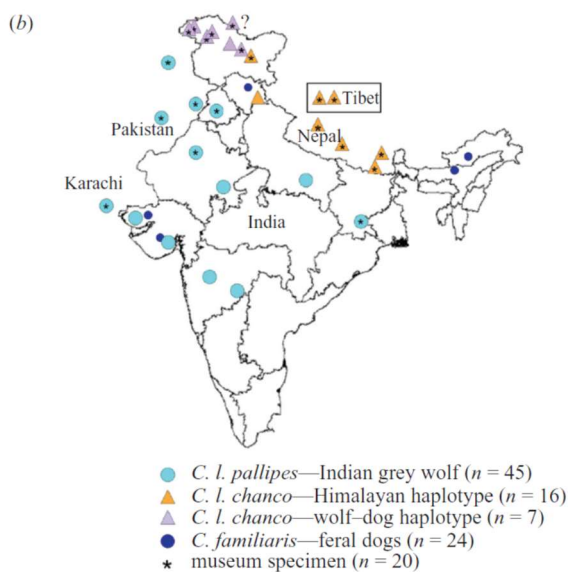 (b)
?
Tibet
Nepal
Pakistan
Karachi
India
C. l. pallipes—Indian grey wolf (n = 45)
C. l. chanco—Himalayan haplotype (n = 16)
C. l. chanco—wolf–dog haplotype (n = 7)
C. familiaris—feral dogs (n = 24)
* museum specimen (n = 20)